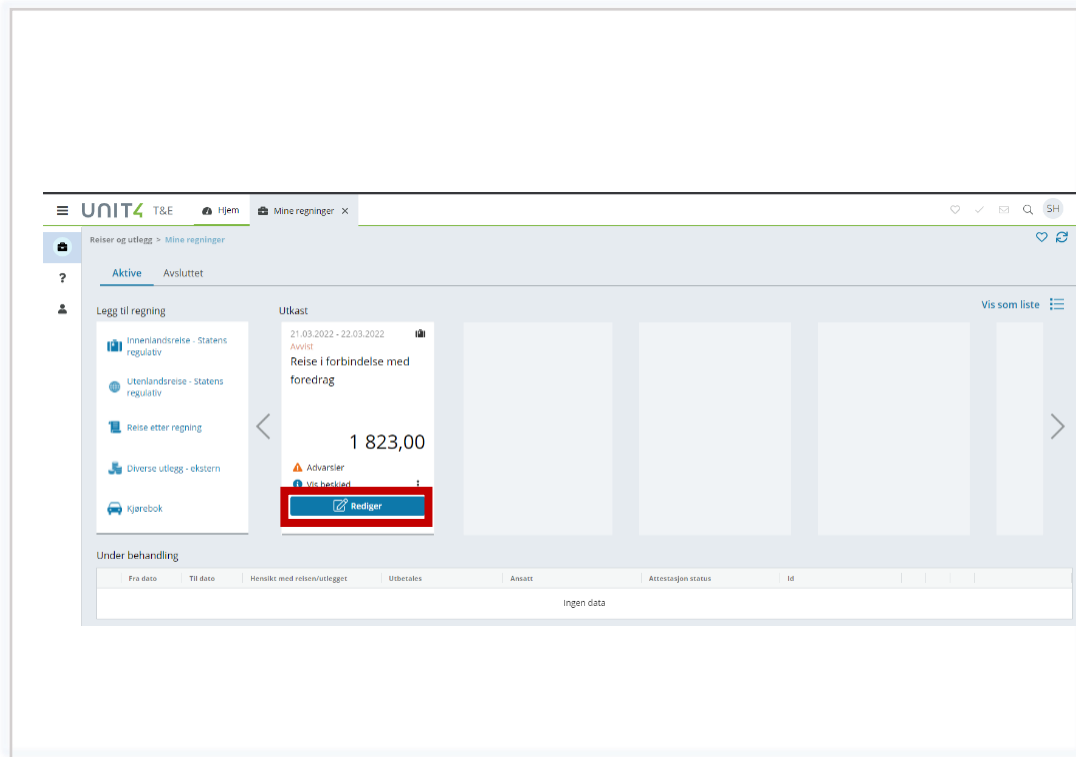 UNIT4 T&E
Hjem
Mine regninger
SH
Reiser og utlegg > Mine regninger
?
Aktive
Avsluttet
Legg til regning
Utkast
Vis som liste
Innenlandsreise - Statens
regulativ
Utenlandsreise - Statens
regulativ
Reise etter regning
Diverse utlegg - ekstern
Kjørebok
21.03.2022 - 22.03.2022
Avvist
Reise i forbindelse med
foredrag
1 823,00
Advarsler
Vis beskjed
Rediger
Under behandling
Fra dato Til dato Hensikt med reisen/utlegget Utbetales Ansatt Attestasjon status Id
Ingen data